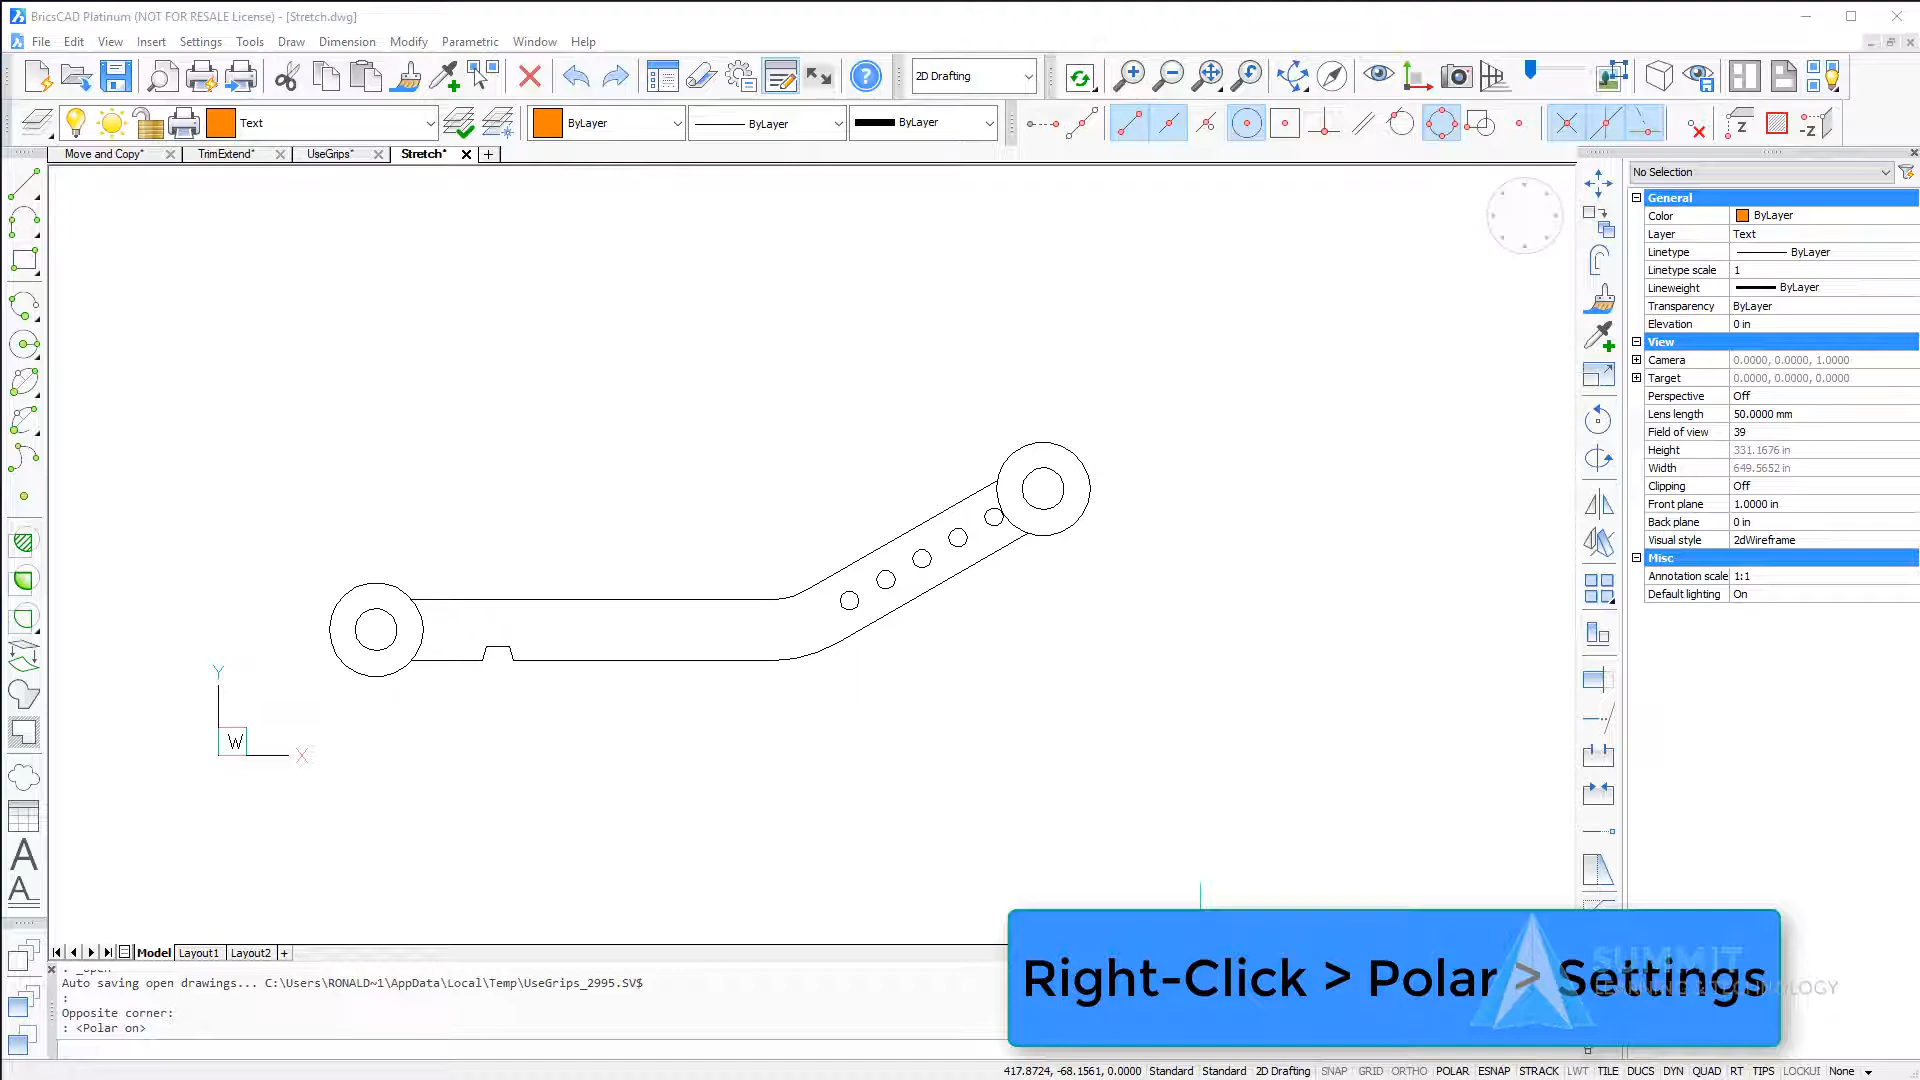 BricsCAD Platinum (NOT FOR RESALE License) - [Stretch.dwg]
File Edit View Insert Settings Tools Draw Dimension Modify Parametric Window Help
2D Drafting
Text ByLayer ByLayer ByLayer
Move and Copy* TrimExtend* UseGrips* Stretch*
No Selection
General
Color ByLayer
Layer Text
Linetype ByLayer
Linetype scale 1
Lineweight ByLayer
Transparency ByLayer
Elevation 0 in
View
Camera 0.0000, 0.0000, 1.0000
Target 0.0000, 0.0000, 0.0000
Perspective Off
Lens length 50.0000 mm
Field of view 39
Height 331.1676 in
Width 649.5652 in
Clipping Off
Front plane 1.0000 in
Back plane 0 in
Visual style 2dWireframe
Misc
Annotation scale 1:1
Default lighting On
Y
W
X
Model Layout1 Layout2
: _open
Auto saving open drawings... C:\Users\RONALD~1\AppData\Local\Temp\UseGrips_2995.SV$
:
Opposite corner:
: <Polar on>
Right-Click > Polar > Settings
SUMMIT
LEARNING & TECHNOLOGY
417.8724, -68.1561, 0.0000 Standard Standard 2D Drafting SNAP GRID ORTHO POLAR ESNAP STRACK LWT TILE DUCS DYN QUAD RT TIPS LOCKUI None